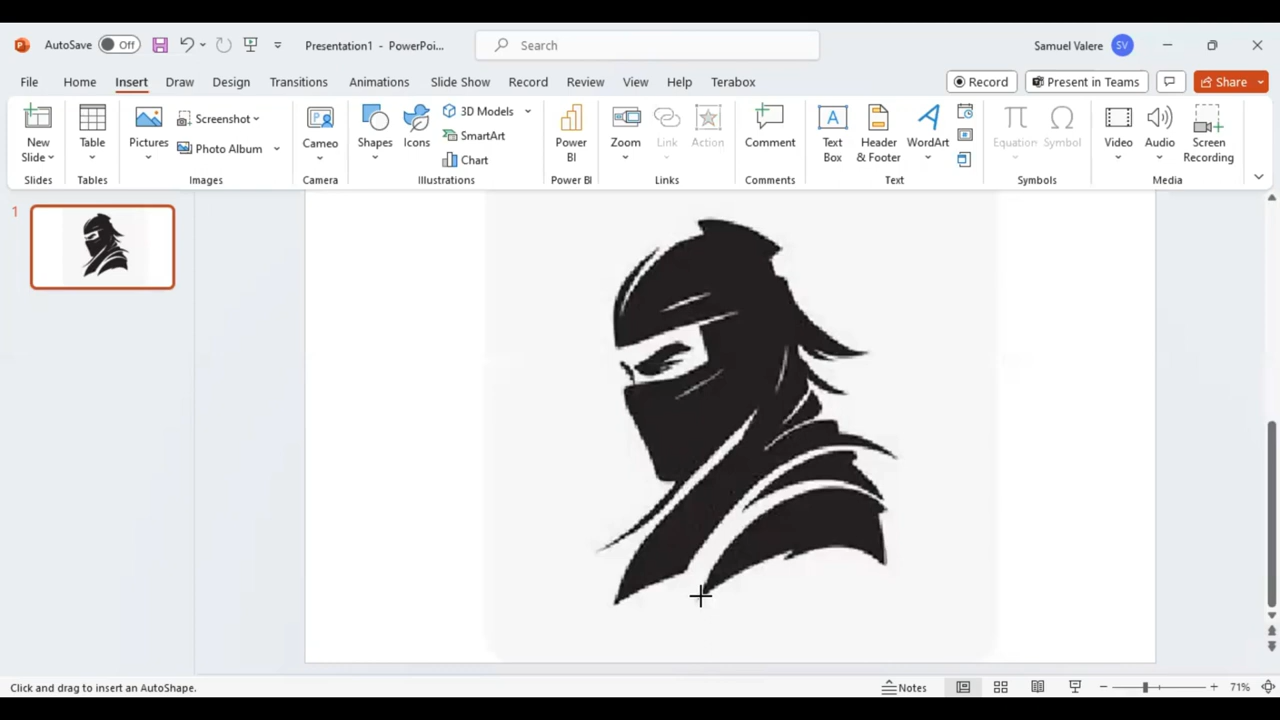 AutoSave Off Presentation1 - PowerPoi... Search Samuel Valere SV
File Home Insert Draw Design Transitions Animations Slide Show Record Review View Help Terabox Record Present in Teams Share
New Slide
Slides
Table
Tables
Pictures
Screenshot
Photo Album
Images
Cameo
Camera
Shapes
Icons
3D Models
SmartArt
Chart
Illustrations
Power BI
Power BI
Zoom
Link
Action
Links
Comment
Comments
Text Box
Header & Footer
WordArt
Text
Equation
Symbol
Symbols
Video
Audio
Screen Recording
Media
1
Click and drag to insert an AutoShape.
Notes
71%